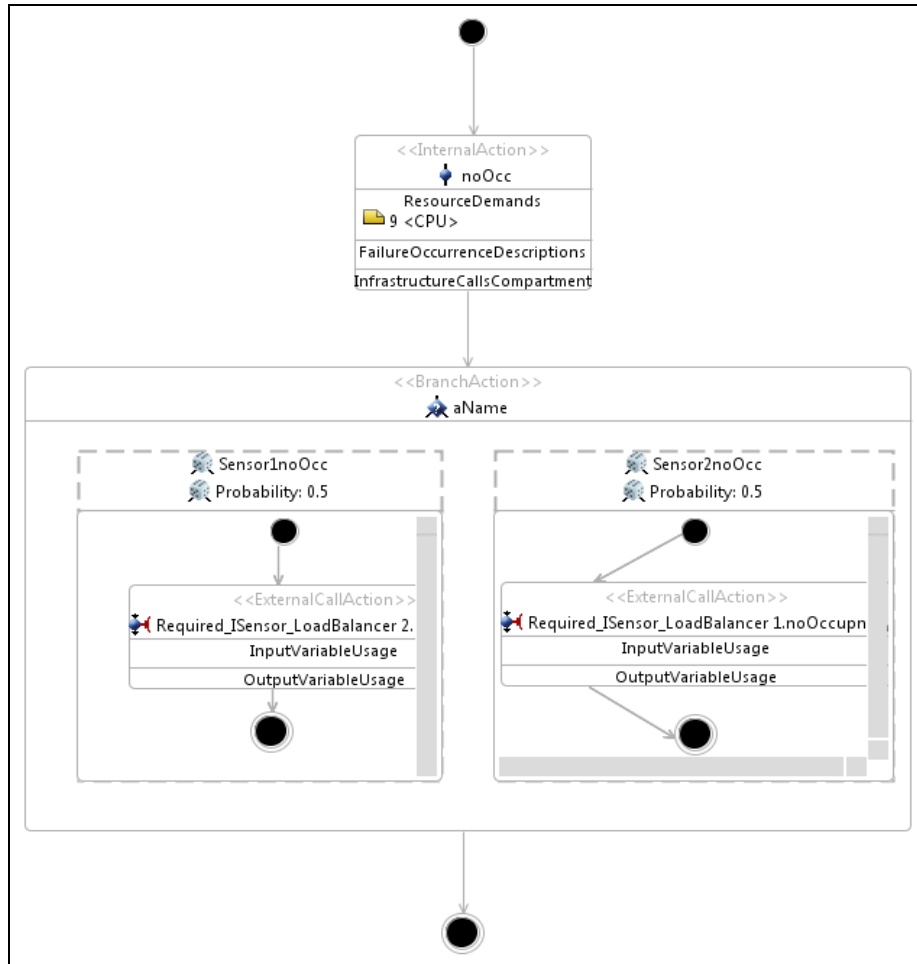 <<InternalAction>>
noOcc
ResourceDemands
9 <CPU>
FailureOccurrenceDescriptions
InfrastructureCallsCompartment
<<BranchAction>>
aName
Sensor1noOcc
Probability: 0.5
<<ExternalCallAction>>
Required_ISensor_LoadBalancer 2.
InputVariableUsage
OutputVariableUsage
Sensor2noOcc
Probability: 0.5
<<ExternalCallAction>>
Required_ISensor_LoadBalancer 1.noOccupn
InputVariableUsage
OutputVariableUsage